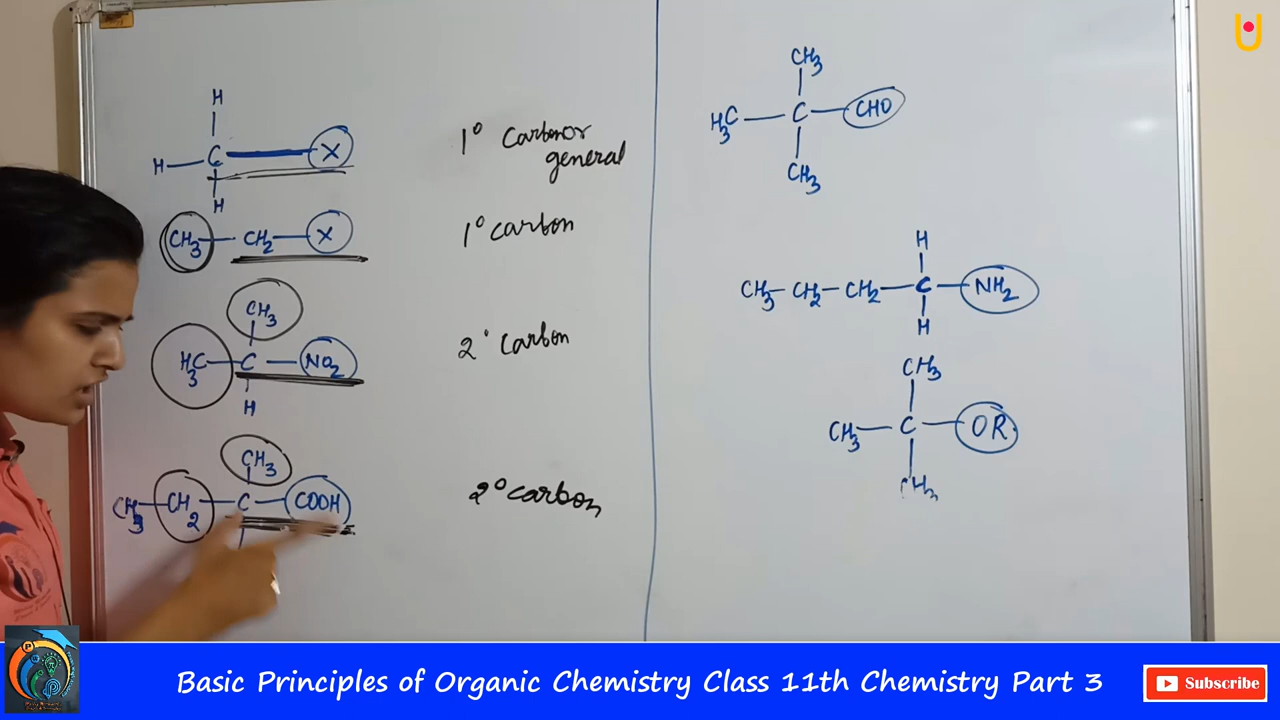 H
H—C—X
H
1° Carbon or
general
CH₃—CH₂—X
1° carbon
CH₃
H₃C—C—NO₂
H
2° carbon
CH₃
CH₃—CH₂—C—COOH
2° carbon
CH₃
H₃C—C—CHO
CH₃
H
CH₃—CH₂—CH₂—C—NH₂
H
CH₃
CH₃—C—OR
CH₃
Basic Principles of Organic Chemistry Class 11th Chemistry Part 3
Subscribe